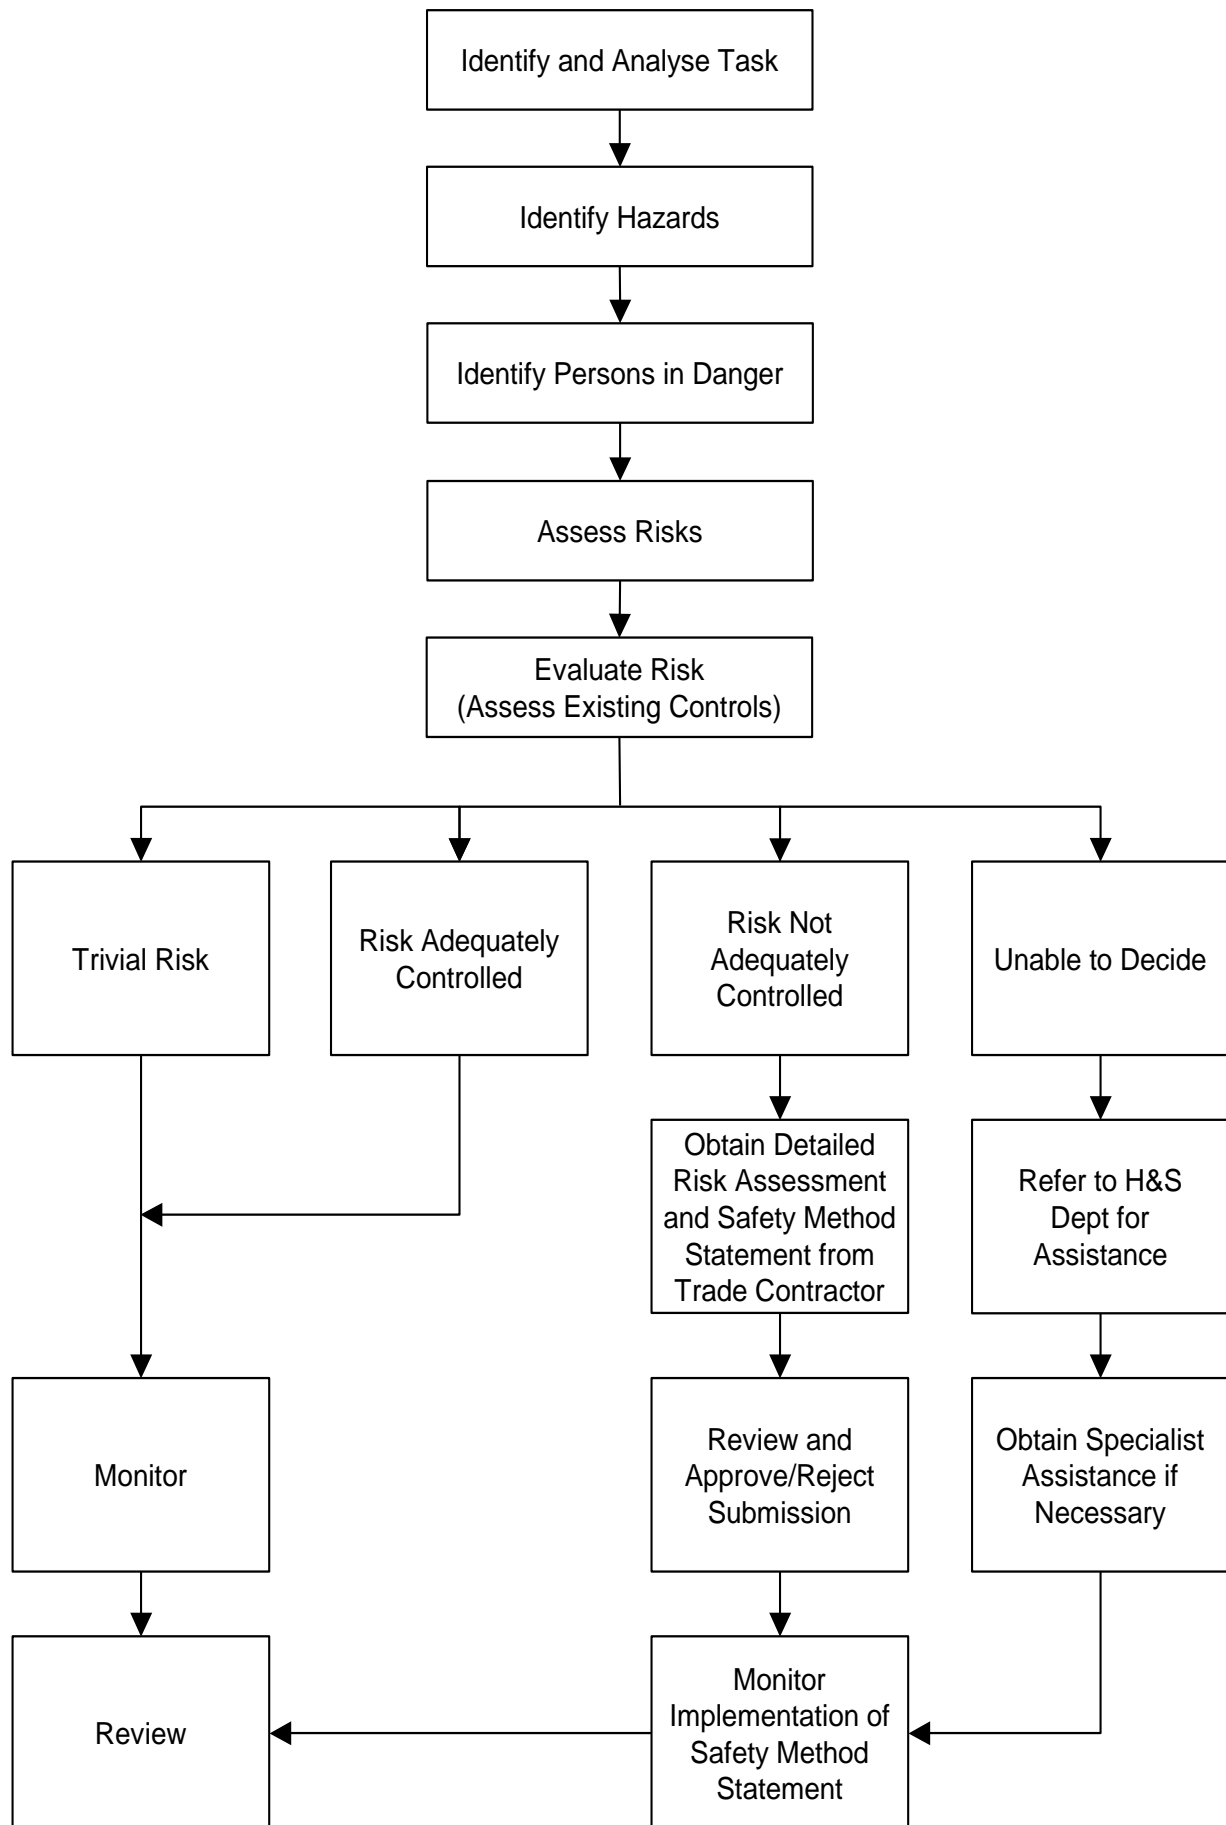 Identify and Analyse Task
Identify Hazards
Identify Persons in Danger
Assess Risks
Evaluate Risk
(Assess Existing Controls)
Trivial Risk
Risk Adequately
Controlled
Risk Not
Adequately
Controlled
Unable to Decide
Obtain Detailed
Risk Assessment
and Safety Method
Statement from
Trade Contractor
Refer to H&S
Dept for
Assistance
Monitor
Review and
Approve/Reject
Submission
Obtain Specialist
Assistance if
Necessary
Review
Monitor
Implementation of
Safety Method
Statement